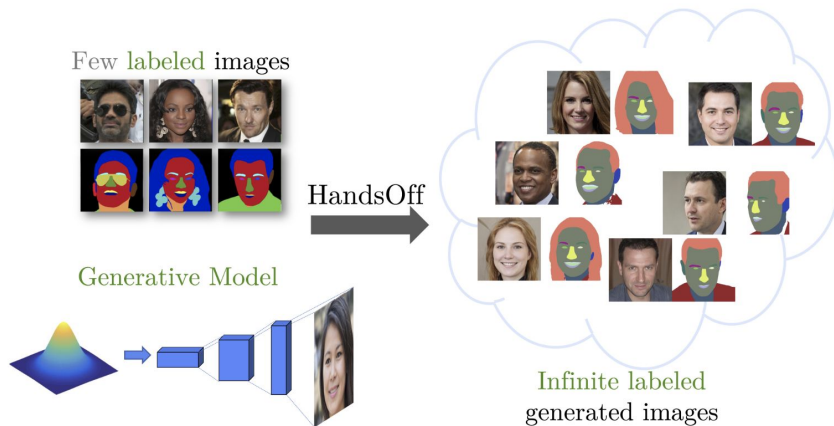 Few labeled images
HandsOff
Generative Model
Infinite labeled
generated images